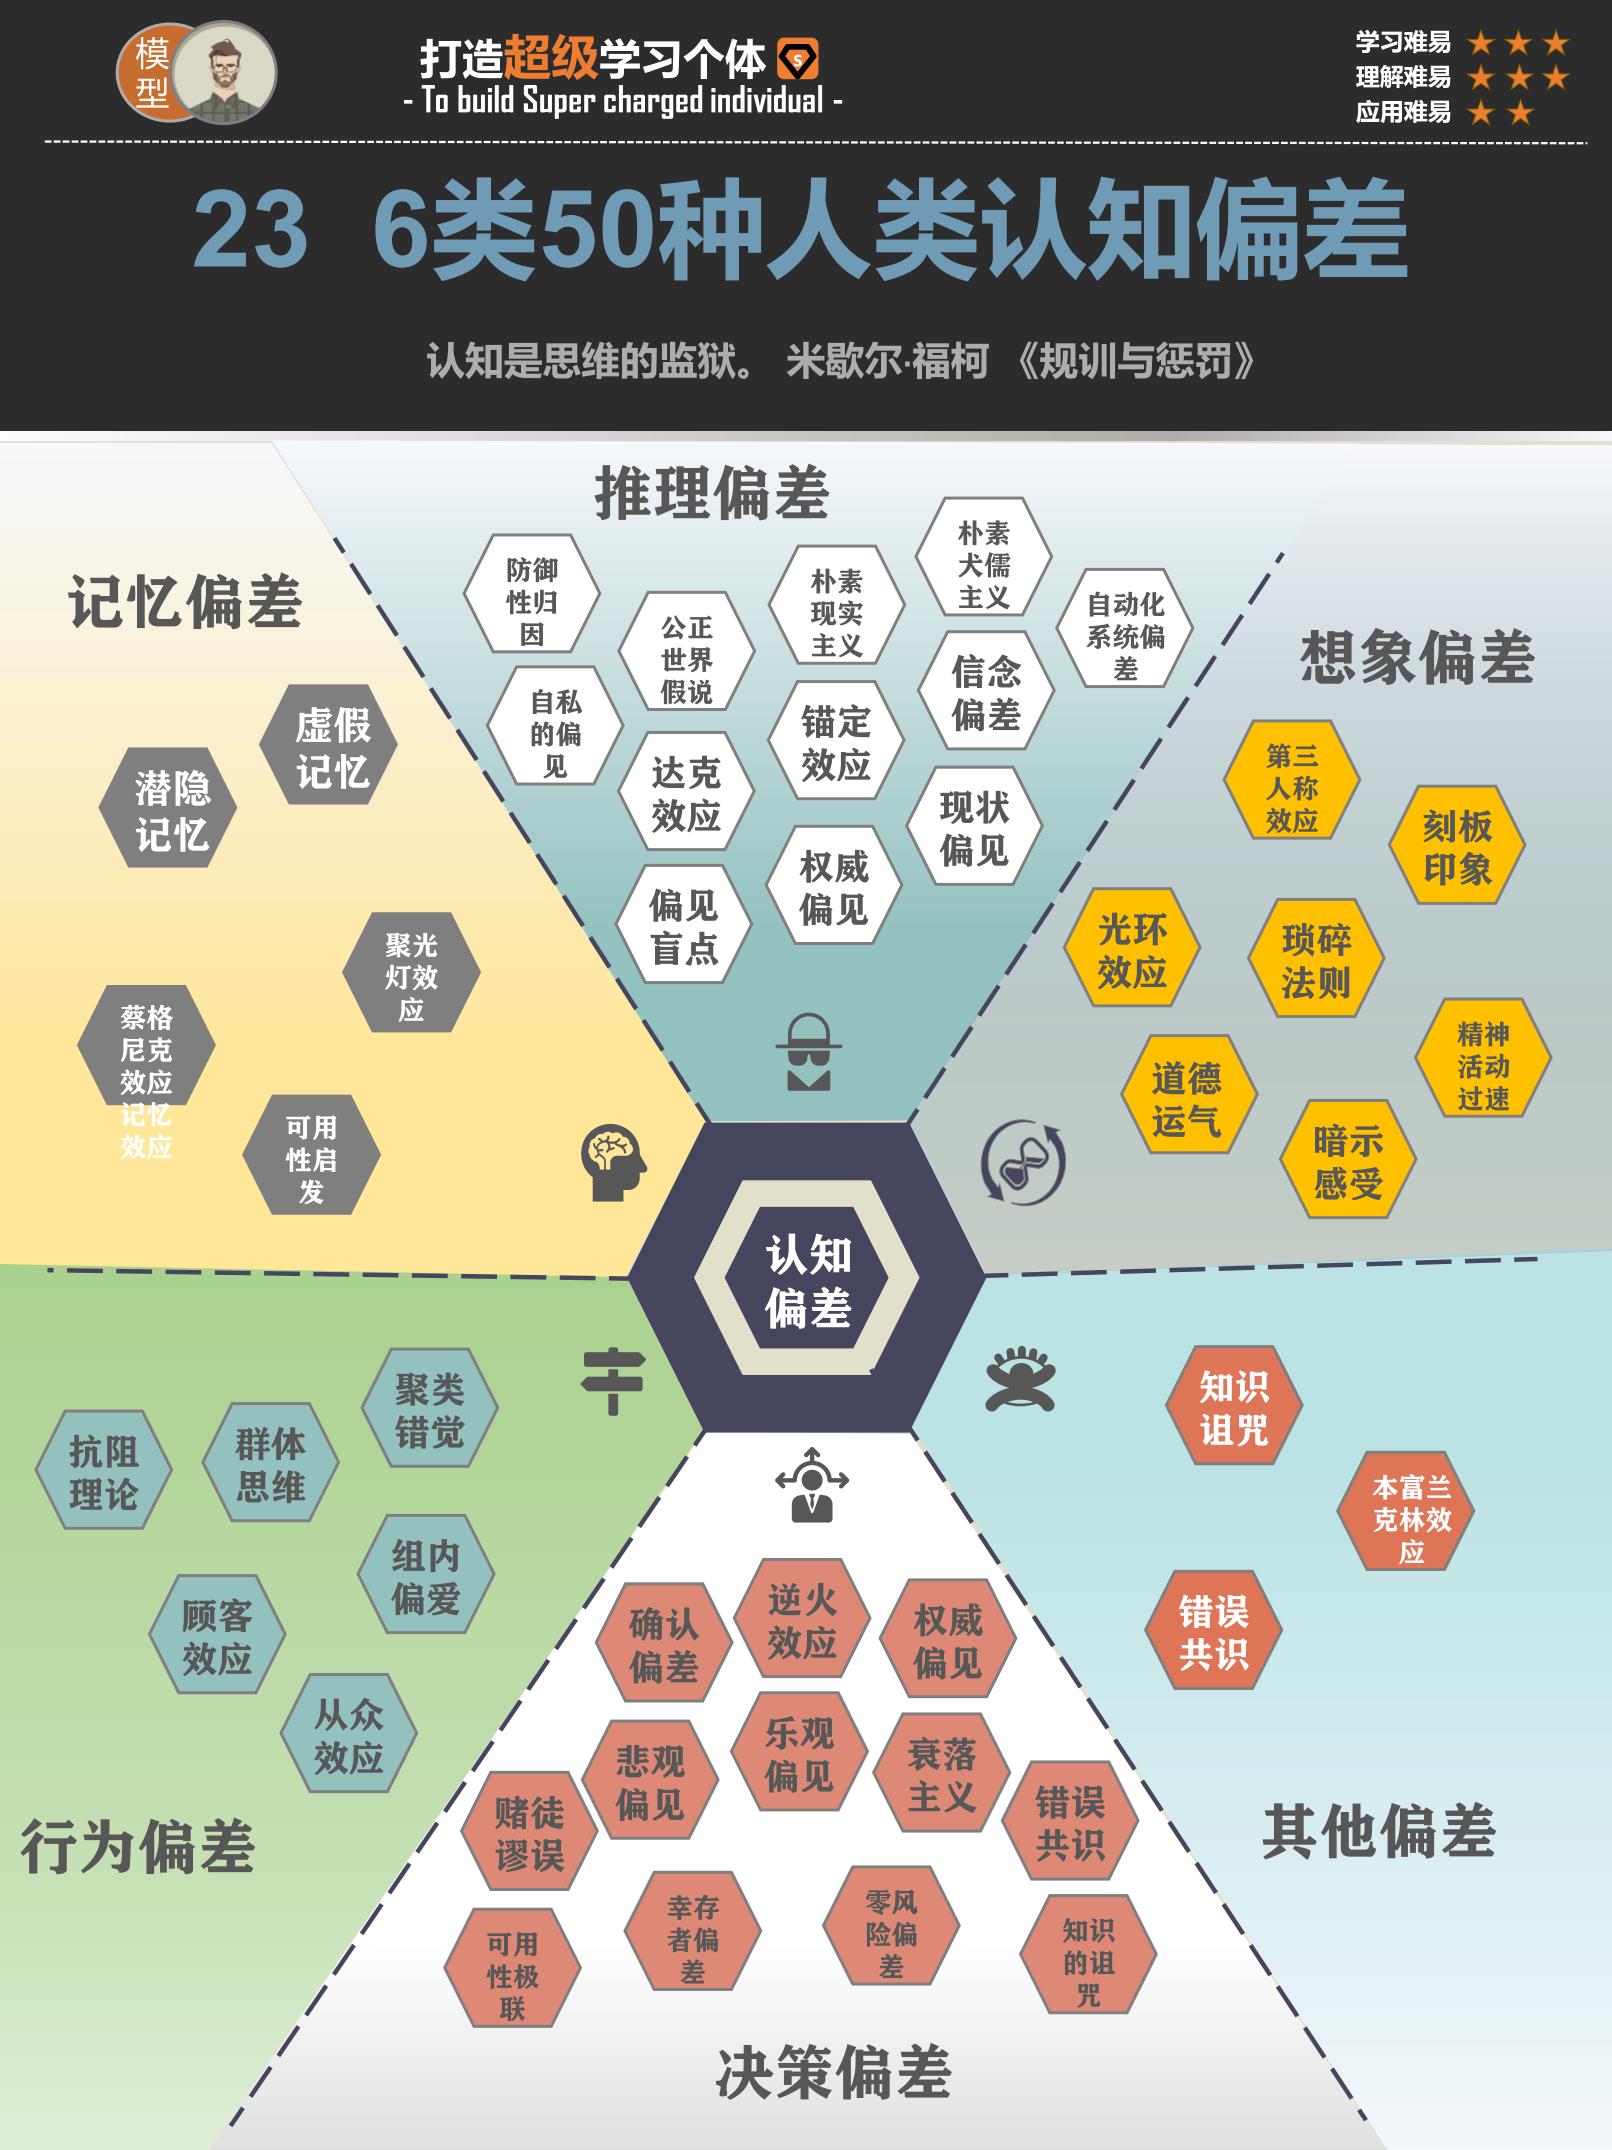 模
型
打造超级学习个体
S
- To build Super charged individual -
学习难易
理解难易
应用难易
23 6类50种人类认知偏差
认知是思维的监狱。 米歇尔·福柯 《规训与惩罚》
推理偏差
防御
性归
因
公正
世界
假说
朴素
现实
主义
朴素
犬儒
主义
自动化
系统偏
差
自私
的偏
见
达克
效应
锚定
效应
信念
偏差
偏见
盲点
权威
偏见
现状
偏见
记忆偏差
虚假
记忆
潜隐
记忆
聚光
灯效
应
蔡格
尼克
效应
记忆
效应
可用
性启
发
想象偏差
第三
人称
效应
刻板
印象
光环
效应
琐碎
法则
精神
活动
过速
道德
运气
暗示
感受
认知
偏差
聚类
错觉
群体
思维
抗阻
理论
组内
偏爱
顾客
效应
从众
效应
行为偏差
知识
诅咒
本富兰
克林效
应
错误
共识
其他偏差
确认
偏差
逆火
效应
权威
偏见
悲观
偏见
乐观
偏见
衰落
主义
错误
共识
赌徒
谬误
可用
性极
联
幸存
者偏
差
零风
险偏
差
知识
的诅
咒
决策偏差